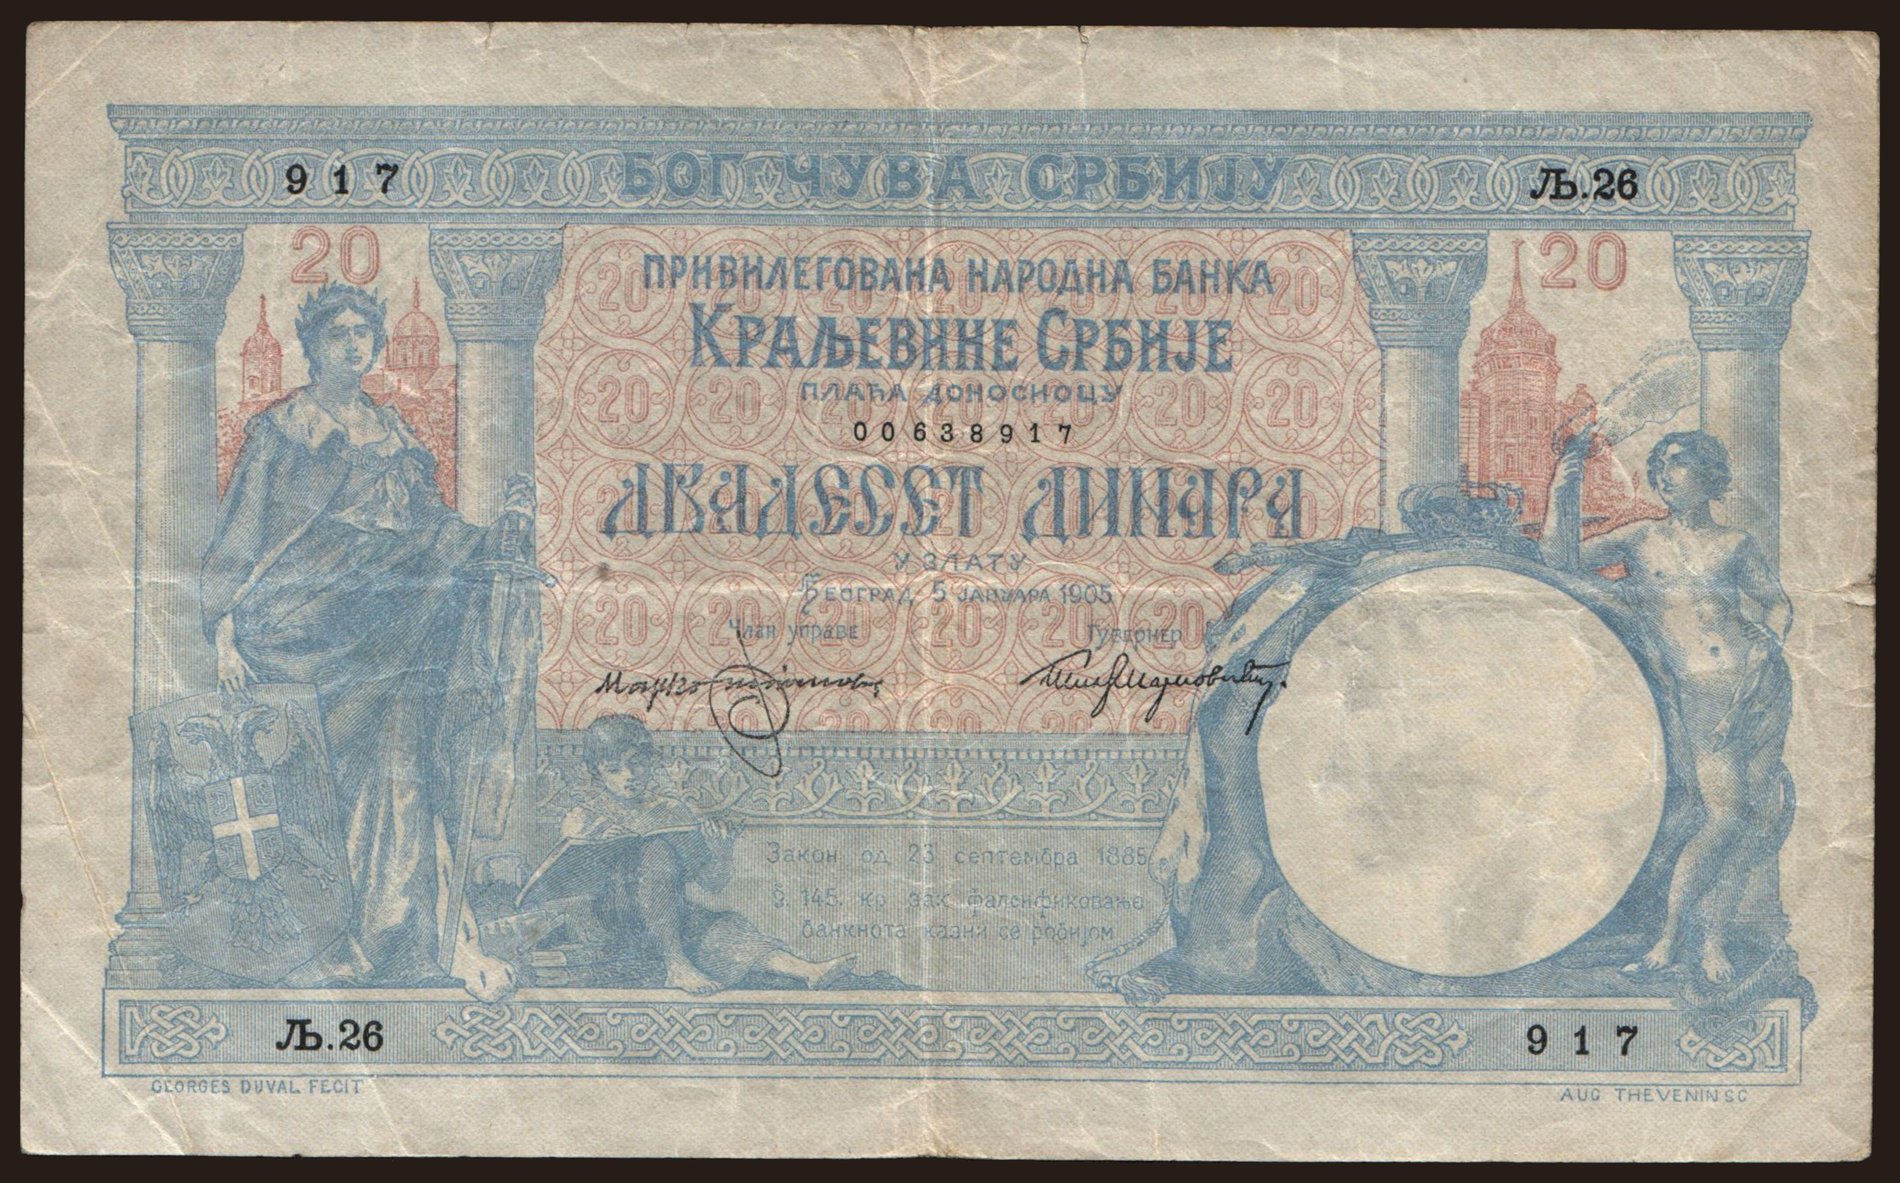 917 БОГ ЧУВА СРБИЈУ Љ.26
20 20
ПРИВИЛЕГОВАНА НАРОДНА БАНКА
КРАЉЕВИНЕ СРБИЈЕ
ПЛАЋА ДОНОСИОЦУ
00638917
ДВАДЕСЕТ ДИНАРА
У ЗЛАТУ
БЕОГРАД 5 ЈАНУАРА 1905
Члан управе Гувернер
Закон од 23 септембра 1885
§. 145. кр зак фалсификовање
банкнота казни се робијом
Љ.26 917
GEORGES DUVAL FECIT AUG THEVENIN SC